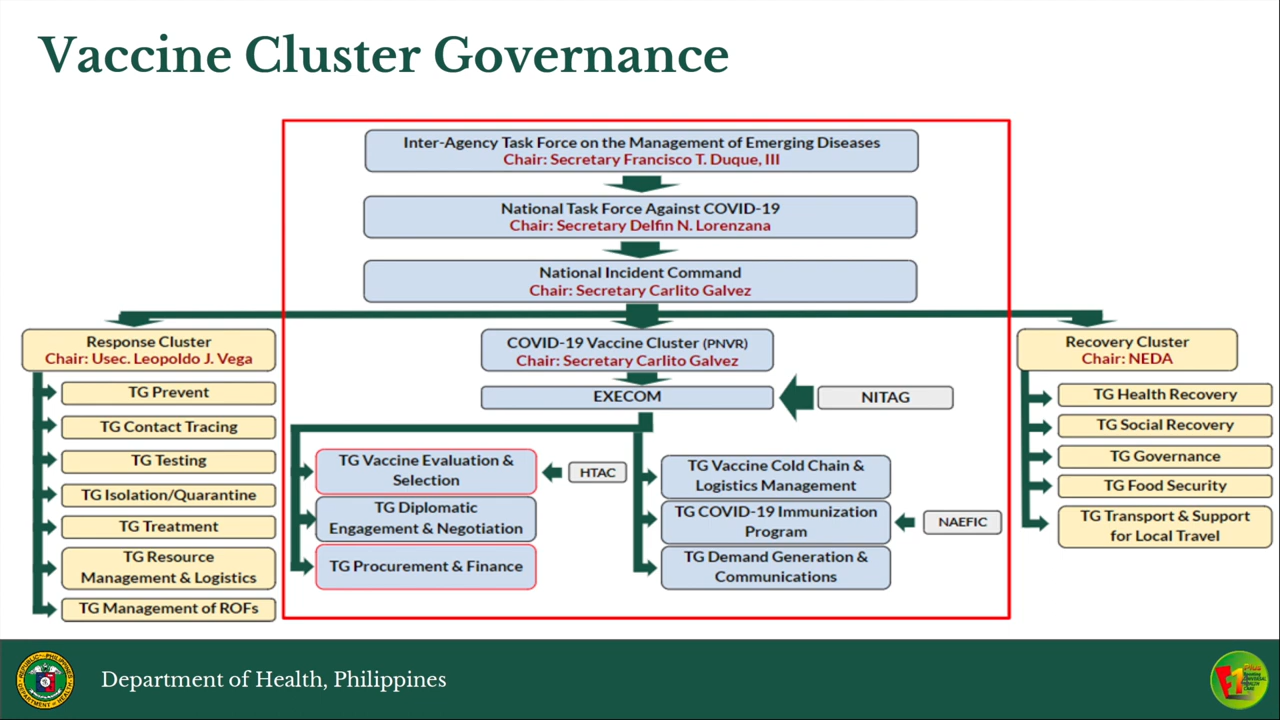 Vaccine Cluster Governance
Inter-Agency Task Force on the Management of Emerging Diseases
Chair: Secretary Francisco T. Duque, III
National Task Force Against COVID-19
Chair: Secretary Delfin N. Lorenzana
National Incident Command
Chair: Secretary Carlito Galvez
Response Cluster
Chair: Usec. Leopoldo J. Vega
TG Prevent
TG Contact Tracing
TG Testing
TG Isolation/Quarantine
TG Treatment
TG Resource
Management & Logistics
TG Management of ROFs
COVID-19 Vaccine Cluster (PNVR)
Chair: Secretary Carlito Galvez
EXECOM
NITAG
TG Vaccine Evaluation &
Selection
HTAC
TG Diplomatic
Engagement & Negotiation
TG Procurement & Finance
TG Vaccine Cold Chain &
Logistics Management
TG COVID-19 Immunization
Program
NAEFIC
TG Demand Generation &
Communications
Recovery Cluster
Chair: NEDA
TG Health Recovery
TG Social Recovery
TG Governance
TG Food Security
TG Transport & Support
for Local Travel
Department of Health, Philippines